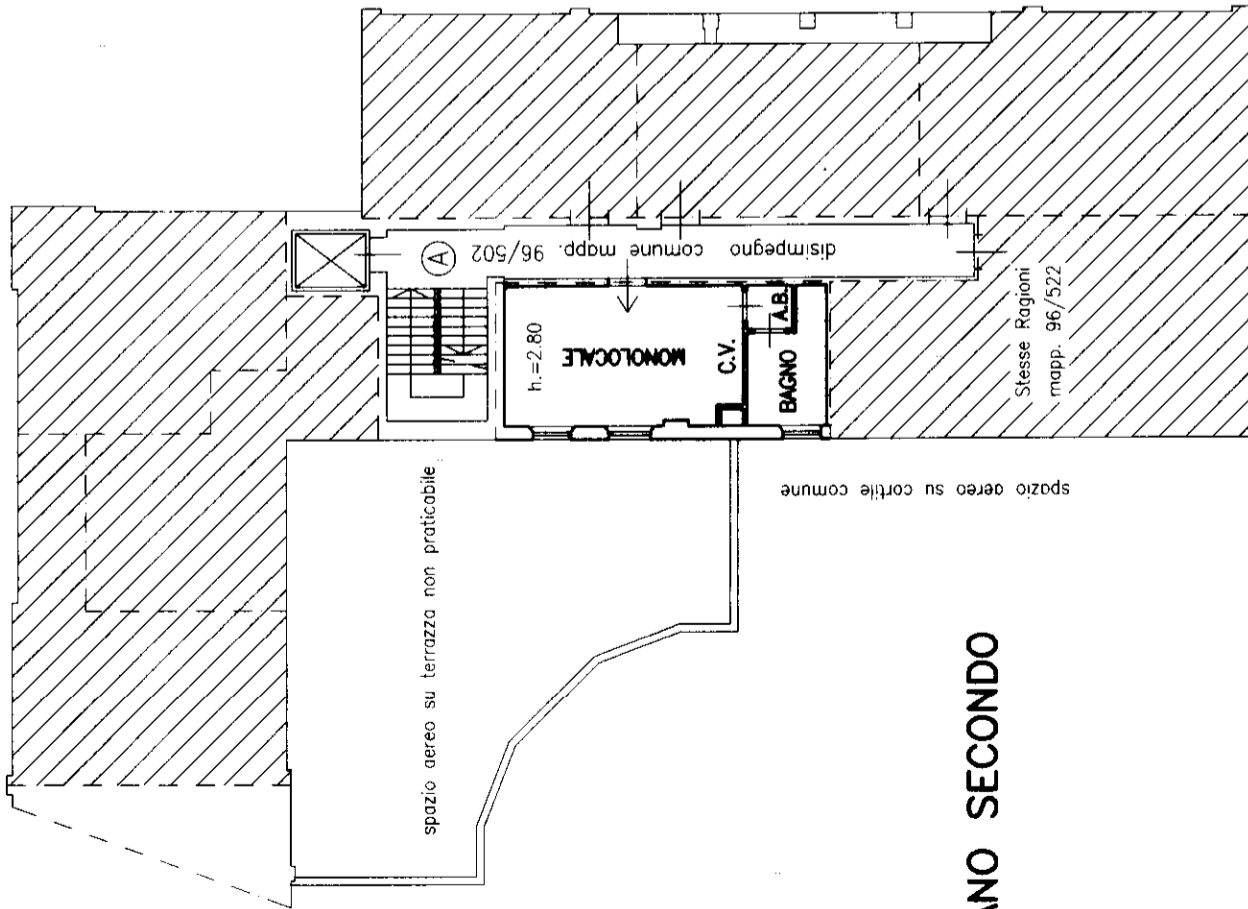 disimpegno comune mapp. 96/502
A
h.=2.80
MONOLOCALE
C.V.
A.B.
BAGNO
Stesse Ragioni
mapp. 96/522
spazio aereo su terrazza non praticabile
spazio aereo su cortile comune
ANO SECONDO